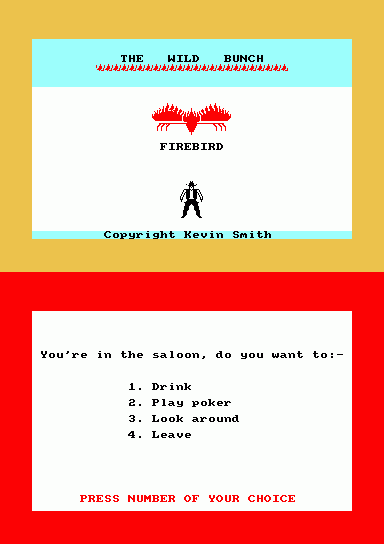 THE WILD BUNCH
FIREBIRD
Copyright Kevin Smith
You're in the saloon, do you want to:-
1. Drink
2. Play poker
3. Look around
4. Leave
PRESS NUMBER OF YOUR CHOICE